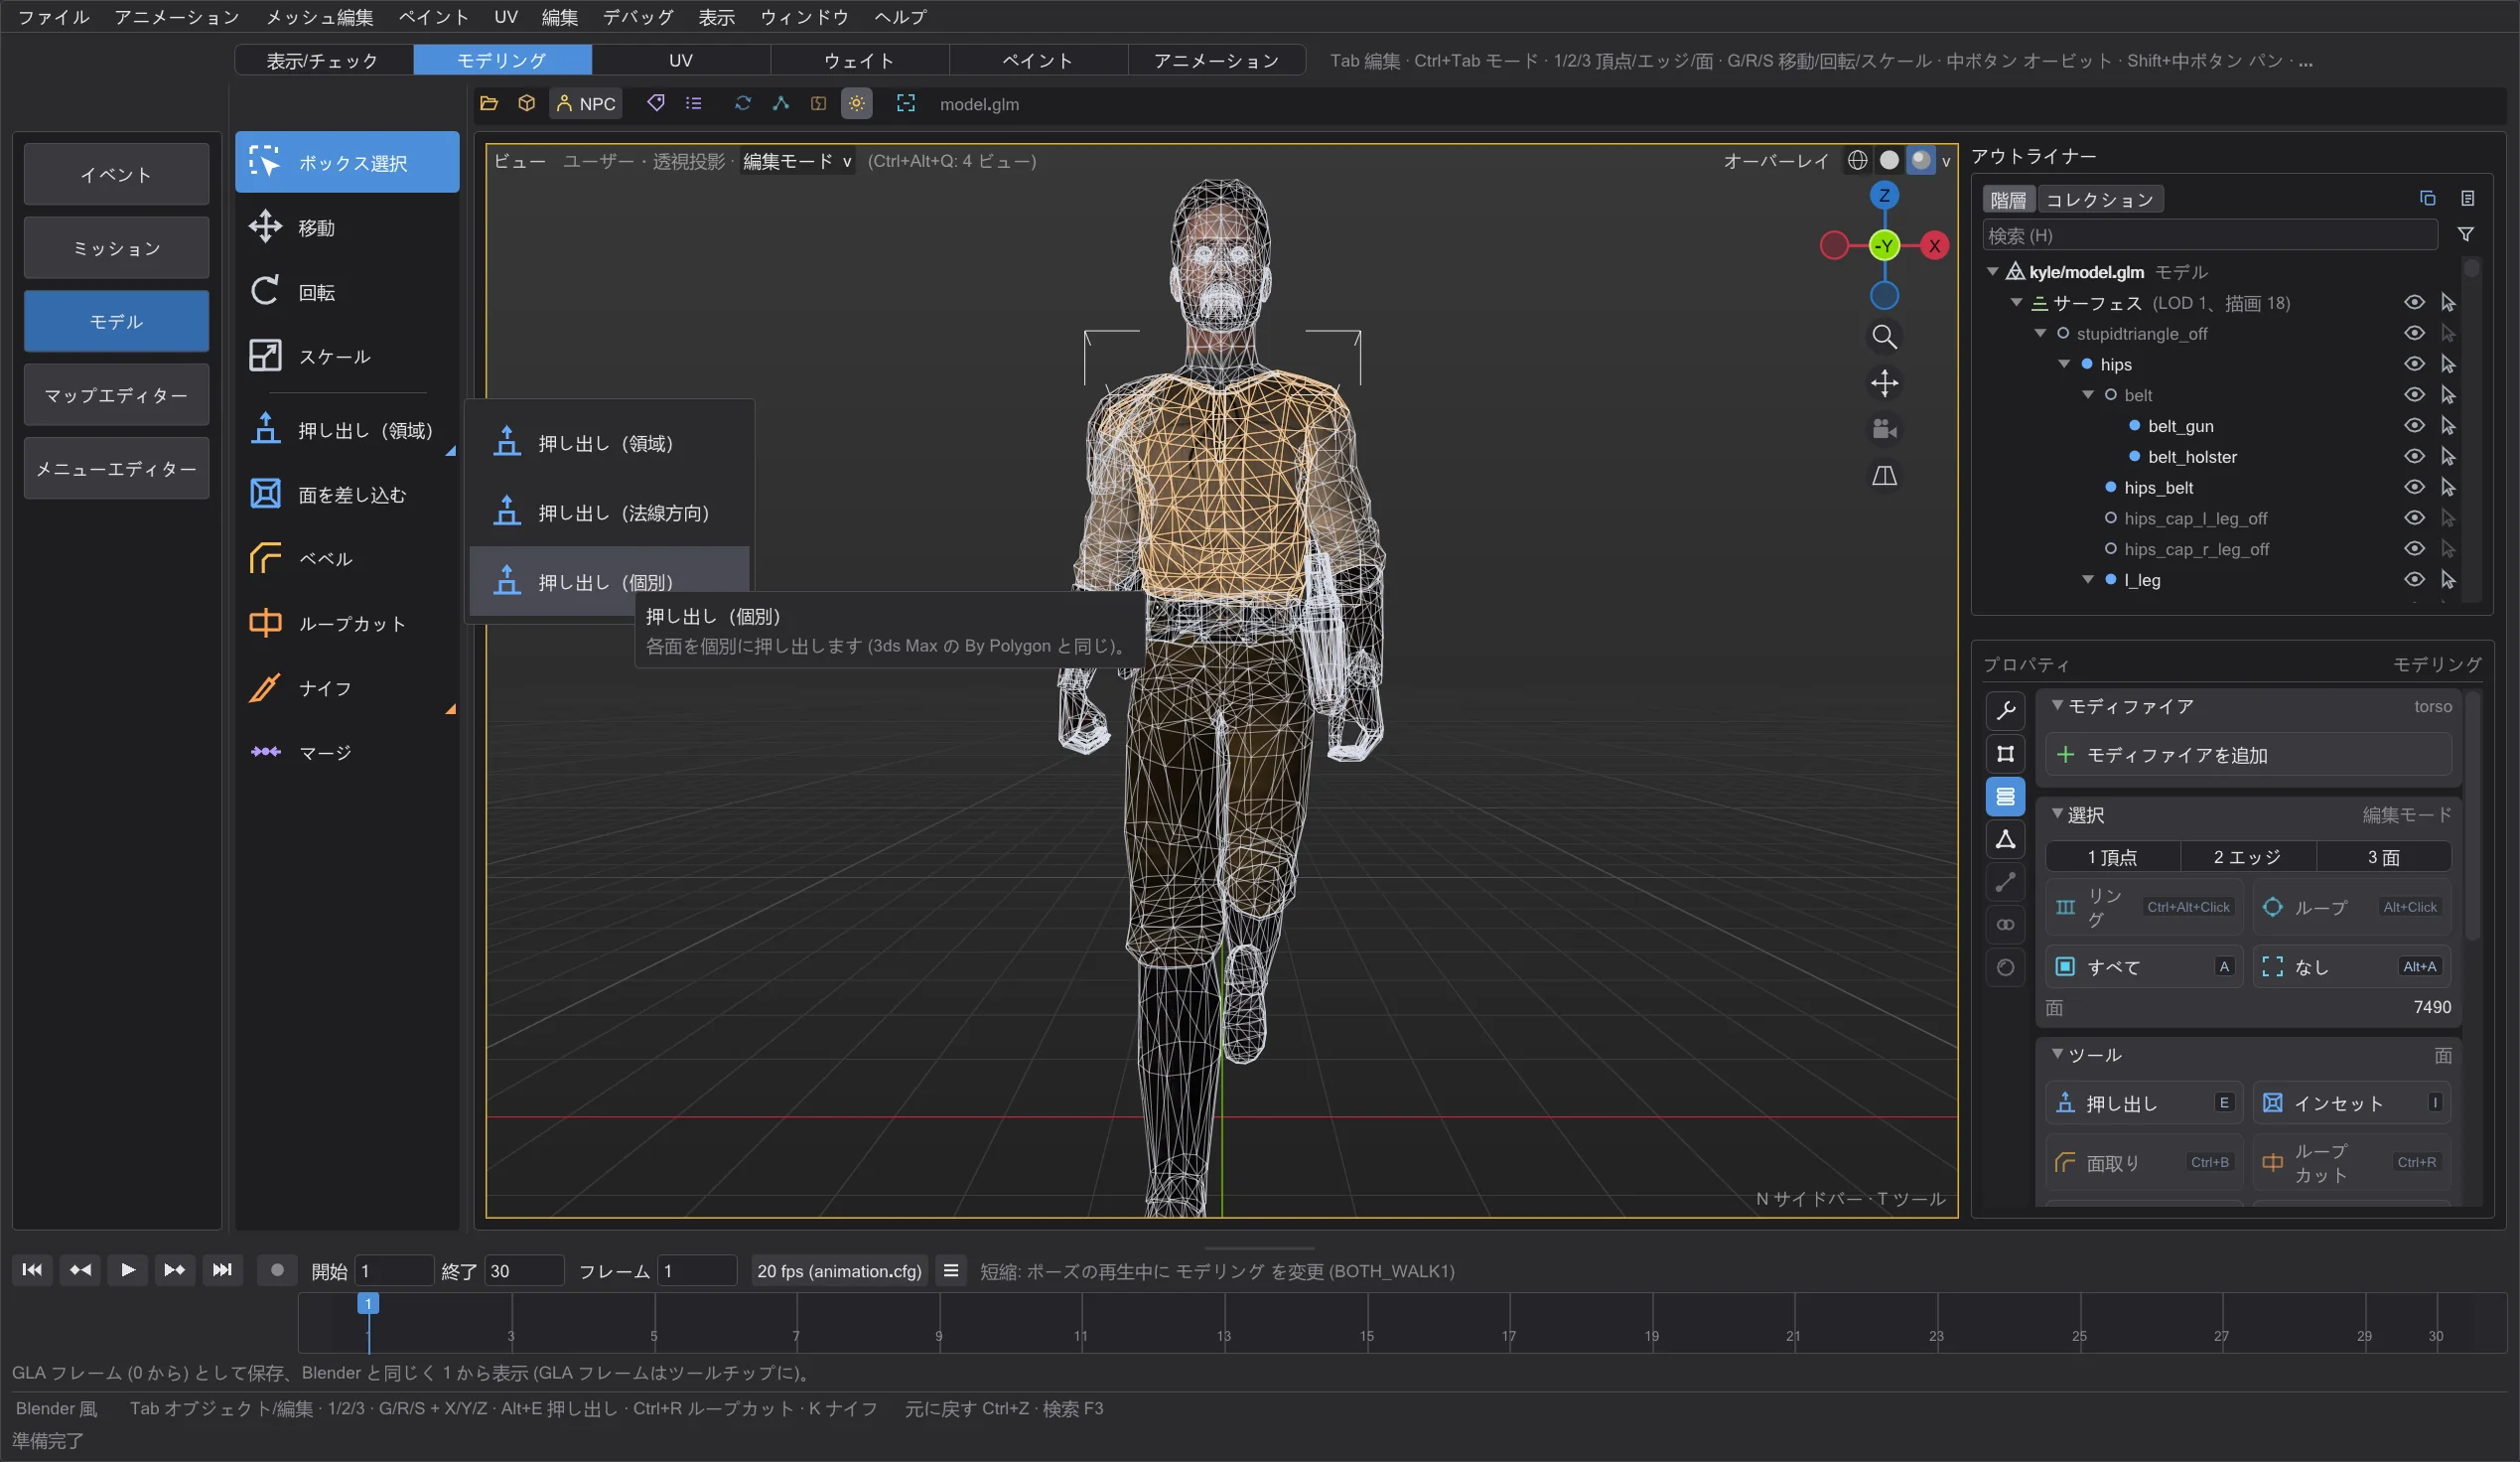 ファイル アニメーション メッシュ編集 ペイント UV 編集 デバッグ 表示 ウィンドウ ヘルプ
表示/チェック モデリング UV ウェイト ペイント アニメーション Tab 編集 · Ctrl+Tab モード · 1/2/3 頂点/エッジ/面 · G/R/S 移動/回転/スケール · 中ボタン オービット · Shift+中ボタン パン · ...
NPC model.glm
イベント
ミッション
モデル
マップエディター
メニューエディター
ボックス選択
移動
回転
スケール
押し出し（領域）
面を差し込む
ベベル
ループカット
ナイフ
マージ
ビュー ユーザー・透視投影 · 編集モード v (Ctrl+Alt+Q: 4 ビュー)
オーバーレイ v
Z
-Y X
押し出し（領域）
押し出し（法線方向）
押し出し（個別）
押し出し（個別）
各面を個別に押し出します (3ds Max の By Polygon と同じ)。
N サイドバー · T ツール
アウトライナー
階層 コレクション
検索 (H)
kyle/model.glm モデル
サーフェス (LOD 1、描画 18)
stupidtriangle_off
hips
belt
belt_gun
belt_holster
hips_belt
hips_cap_l_leg_off
hips_cap_r_leg_off
l_leg
プロパティ モデリング
モディファイア torso
モディファイアを追加
選択 編集モード
1 頂点 2 エッジ 3 面
リング Ctrl+Alt+Click ループ Alt+Click
すべて A なし Alt+A
面 7490
ツール 面
押し出し E インセット I
面取り Ctrl+B ループカット Ctrl+R
開始 1 終了 30 フレーム 1 20 fps (animation.cfg) 短縮: ポーズの再生中に モデリング を変更 (BOTH_WALK1)
1
1 3 5 7 9 11 13 15 17 19 21 23 25 27 29 30
GLA フレーム (0 から) として保存、Blender と同じく 1 から表示 (GLA フレームはツールチップに)。
Blender 風 Tab オブジェクト/編集 · 1/2/3 · G/R/S + X/Y/Z · Alt+E 押し出し · Ctrl+R ループカット · K ナイフ 元に戻す Ctrl+Z · 検索 F3
準備完了